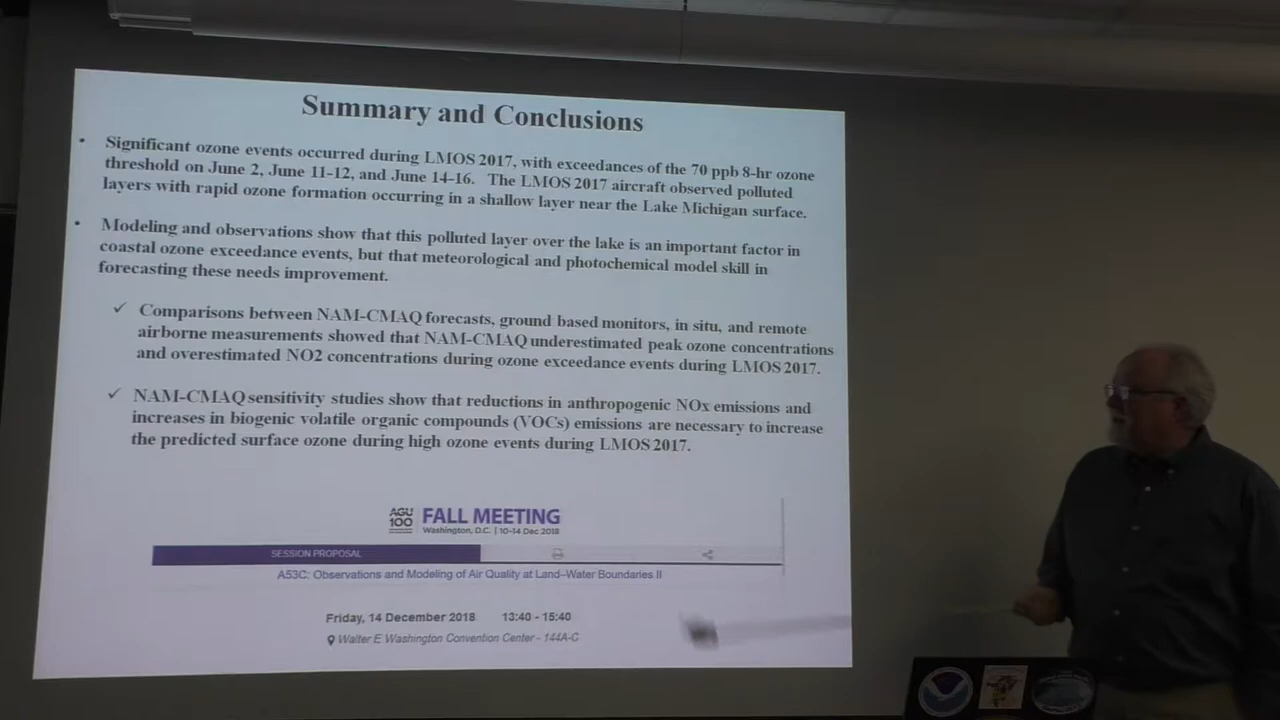 Summary and Conclusions
• Significant ozone events occurred during LMOS 2017, with exceedances of the 70 ppb 8-hr ozone
threshold on June 2, June 11-12, and June 14-16. The LMOS 2017 aircraft observed polluted
layers with rapid ozone formation occurring in a shallow layer near the Lake Michigan surface.
• Modeling and observations show that this polluted layer over the lake is an important factor in
coastal ozone exceedance events, but that meteorological and photochemical model skill in
forecasting these needs improvement.
✓ Comparisons between NAM-CMAQ forecasts, ground based monitors, in situ, and remote
airborne measurements showed that NAM-CMAQ underestimated peak ozone concentrations
and overestimated NO2 concentrations during ozone exceedance events during LMOS 2017.
✓ NAM-CMAQ sensitivity studies show that reductions in anthropogenic NOx emissions and
increases in biogenic volatile organic compounds (VOCs) emissions are necessary to increase
the predicted surface ozone during high ozone events during LMOS 2017.
AGU
100
FALL MEETING
Washington, D.C. | 10-14 Dec 2018
SESSION PROPOSAL
A53C: Observations and Modeling of Air Quality at Land–Water Boundaries II
Friday, 14 December 2018 13:40 - 15:40
Walter E Washington Convention Center - 144A-C